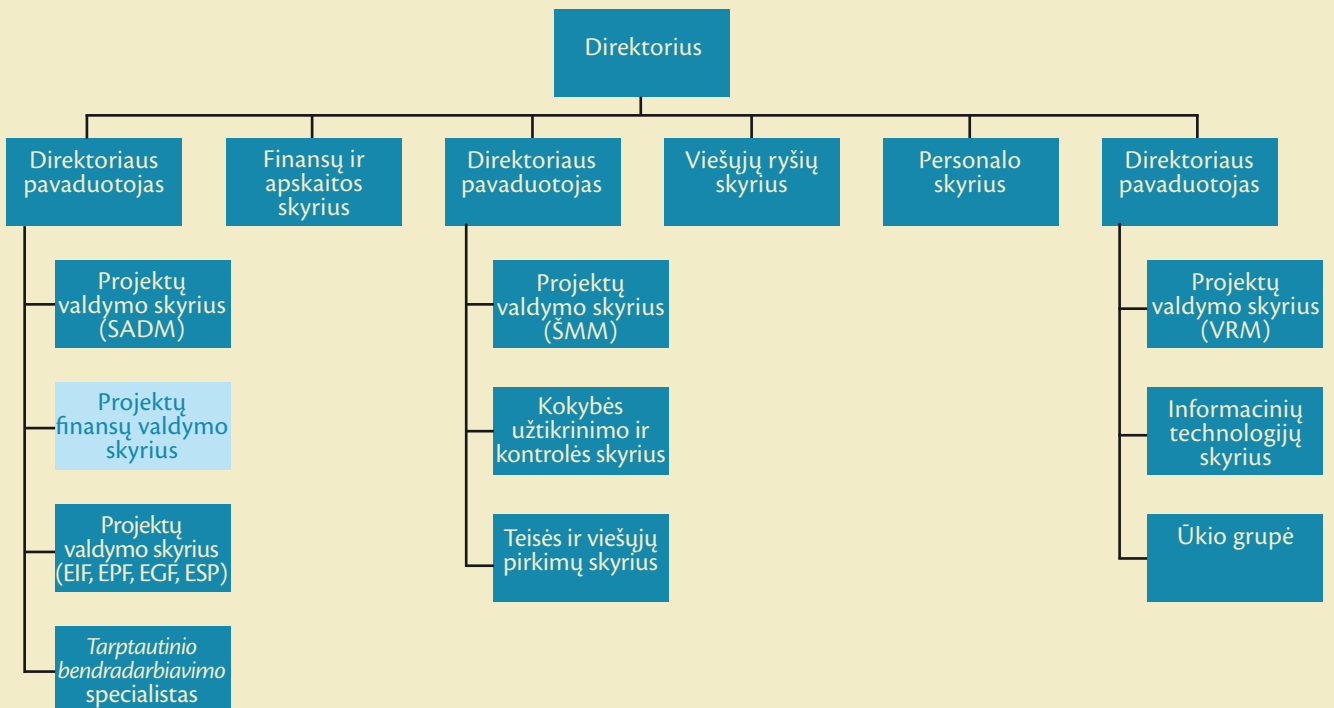 Direktorius
Direktoriaus
pavaduotojas
Finansų ir
apskaitos
skyrius
Direktoriaus
pavaduotojas
Viešųjų ryšių
skyrius
Personalo
skyrius
Direktoriaus
pavaduotojas
Projektų
valdymo skyrius
(SADM)
Projektų
finansų valdymo
skyrius
Projektų
valdymo skyrius
(EIF, EPF, EGF, ESP)
Tarptautinio
bendradarbiavimo
specialistas
Projektų
valdymo skyrius
(ŠMM)
Kokybės
užtikrinimo ir
kontrolės skyrius
Teisės ir viešųjų
pirkimų skyrius
Projektų
valdymo skyrius
(VRM)
Informacinių
technologijų
skyrius
Ūkio grupė